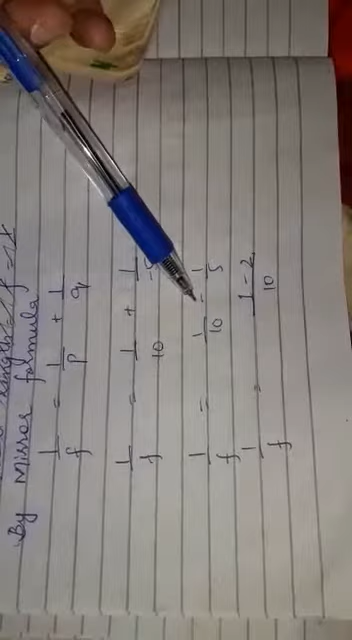 = f = ?
By Mirror formula
1/f = 1/p + 1/q
1/f = 1/10 + 1/-5
1/f = 1/10 - 1/5
1/f = 1-2/10